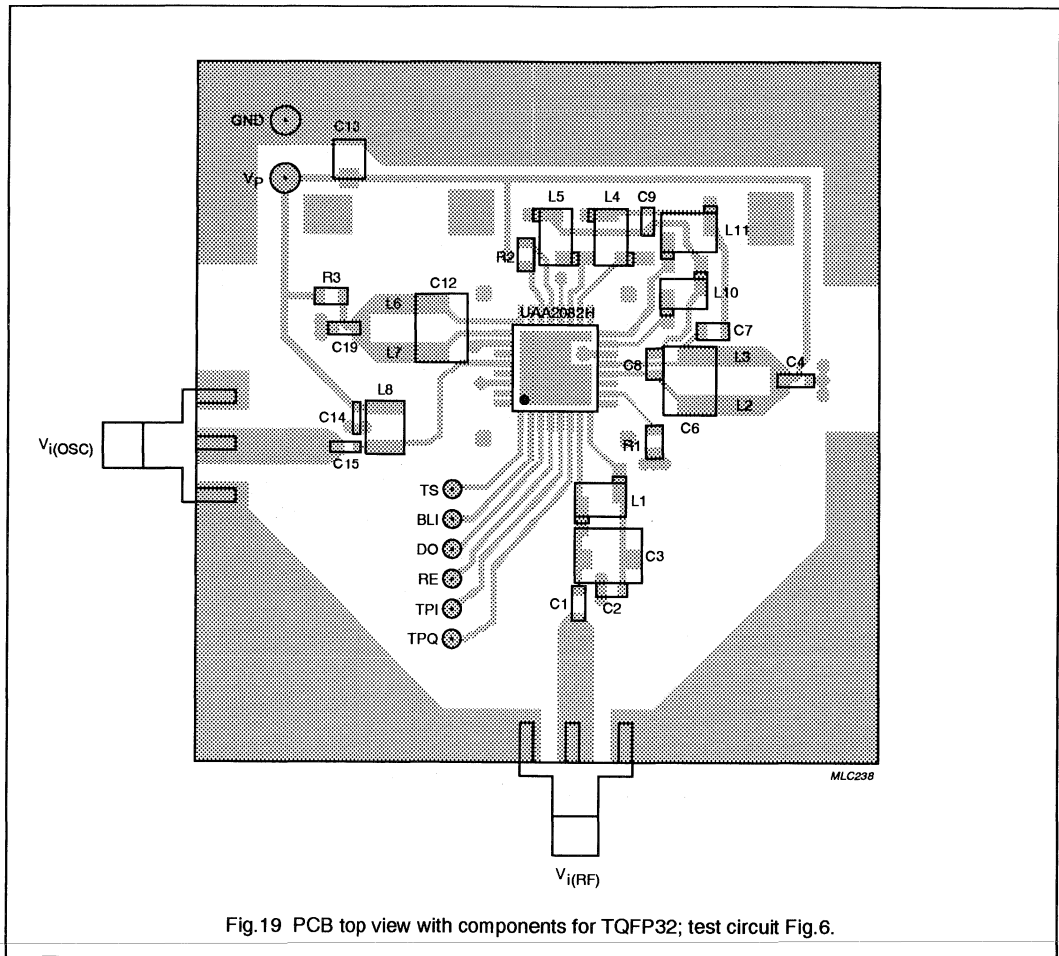 GND
C13
VP
L5
L4
C9
L11
R2
R3
C12
L10
L6
UAA2082H
C19
C7
L7
C8
L3
C4
L8
L2
C14
C6
Vi(OSC)
C15
R1
TS
L1
BLI
DO
C3
RE
C1
C2
TPI
TPQ
MLC238
Vi(RF)
Fig.19 PCB top view with components for TQFP32; test circuit Fig.6.